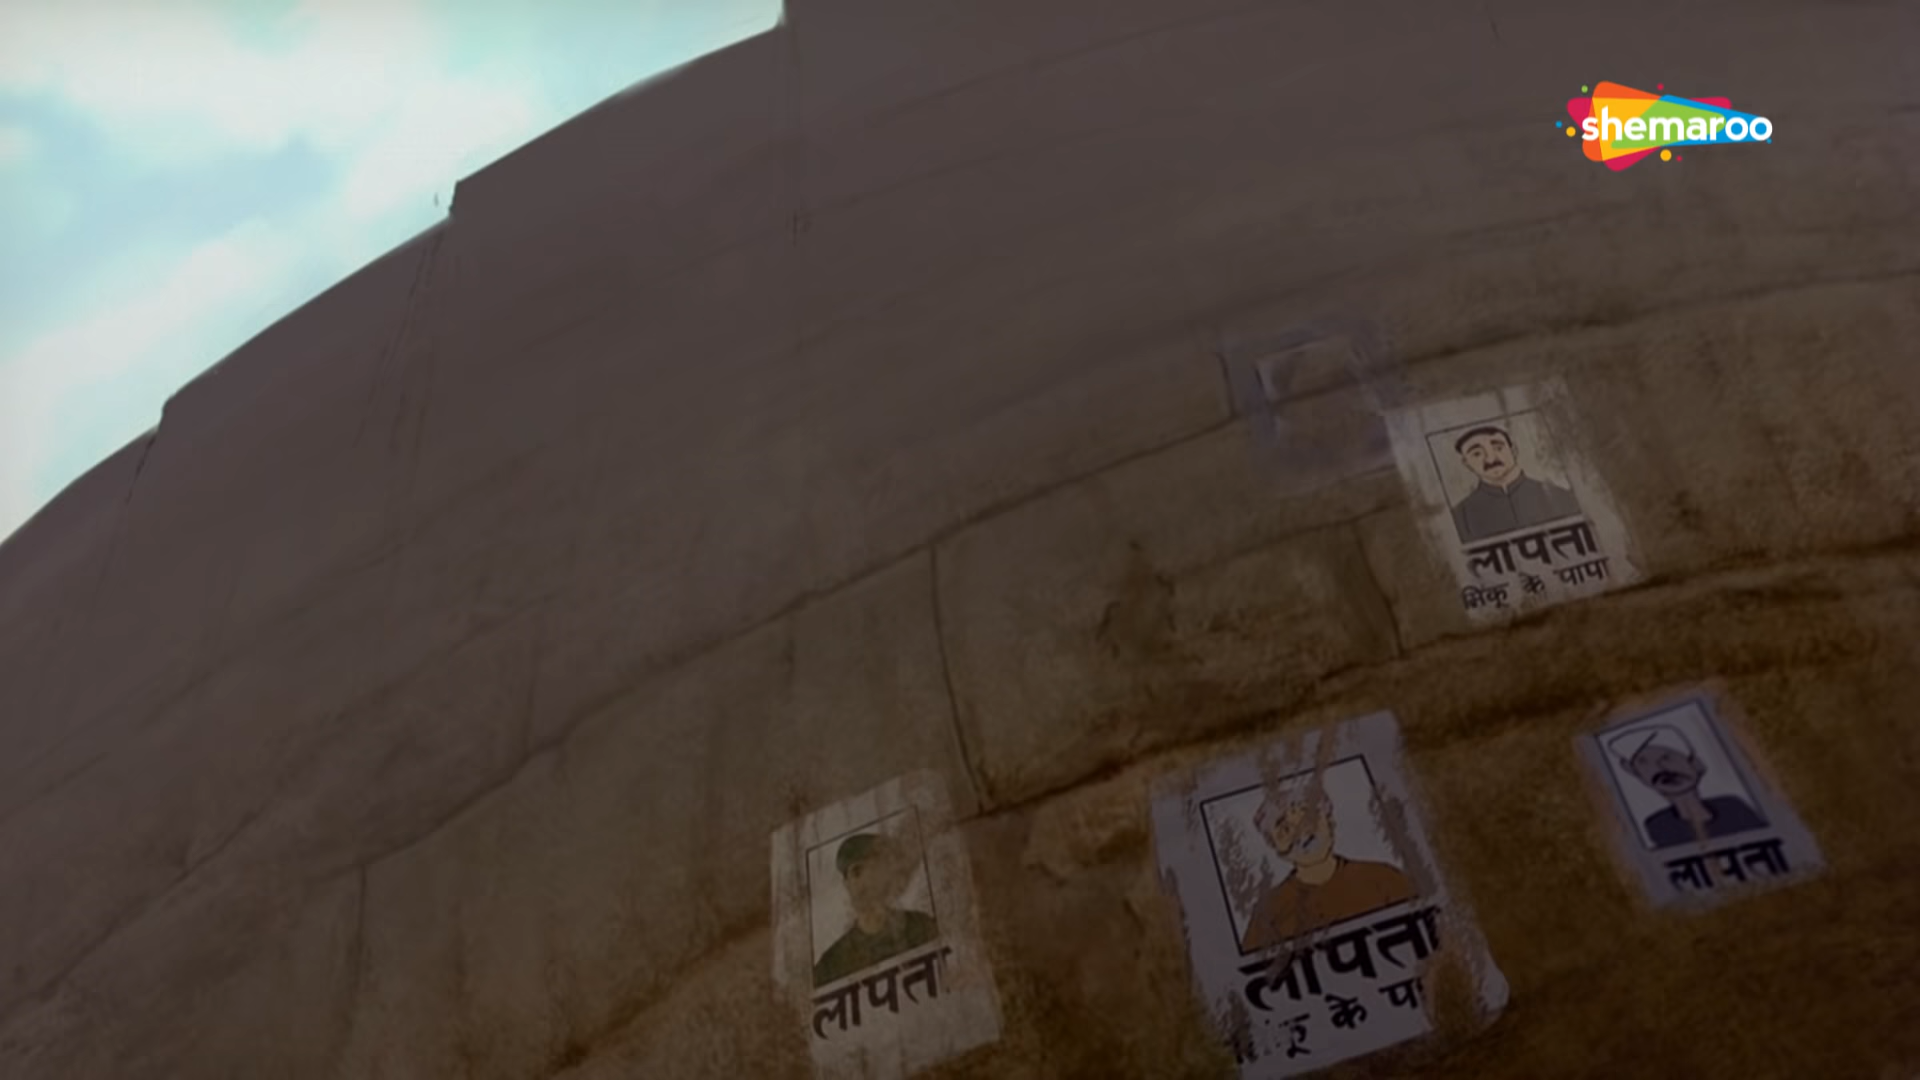 shemaroo
लापता
मिंकू के पापा
लापता
लापता
के
लापता